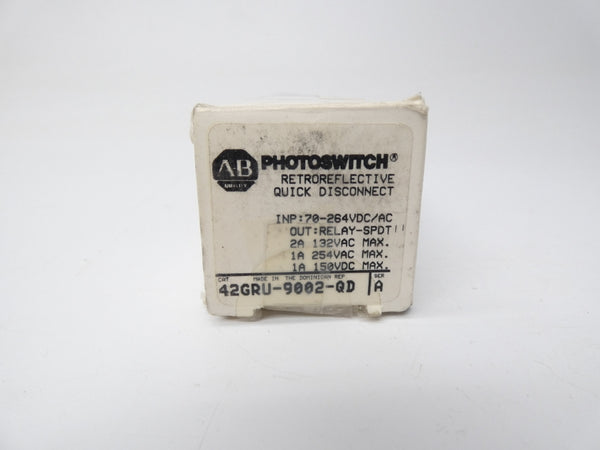 AB
PHOTOSWITCH®
RETROREFLECTIVE
QUICK DISCONNECT
INP:70-264VDC/AC
OUT:RELAY-SPDT
2A 132VAC MAX.
1A 254VAC MAX.
1A 150VDC MAX.
CAT MADE IN THE DOMINICAN REP SER
42GRU-9002-QD A